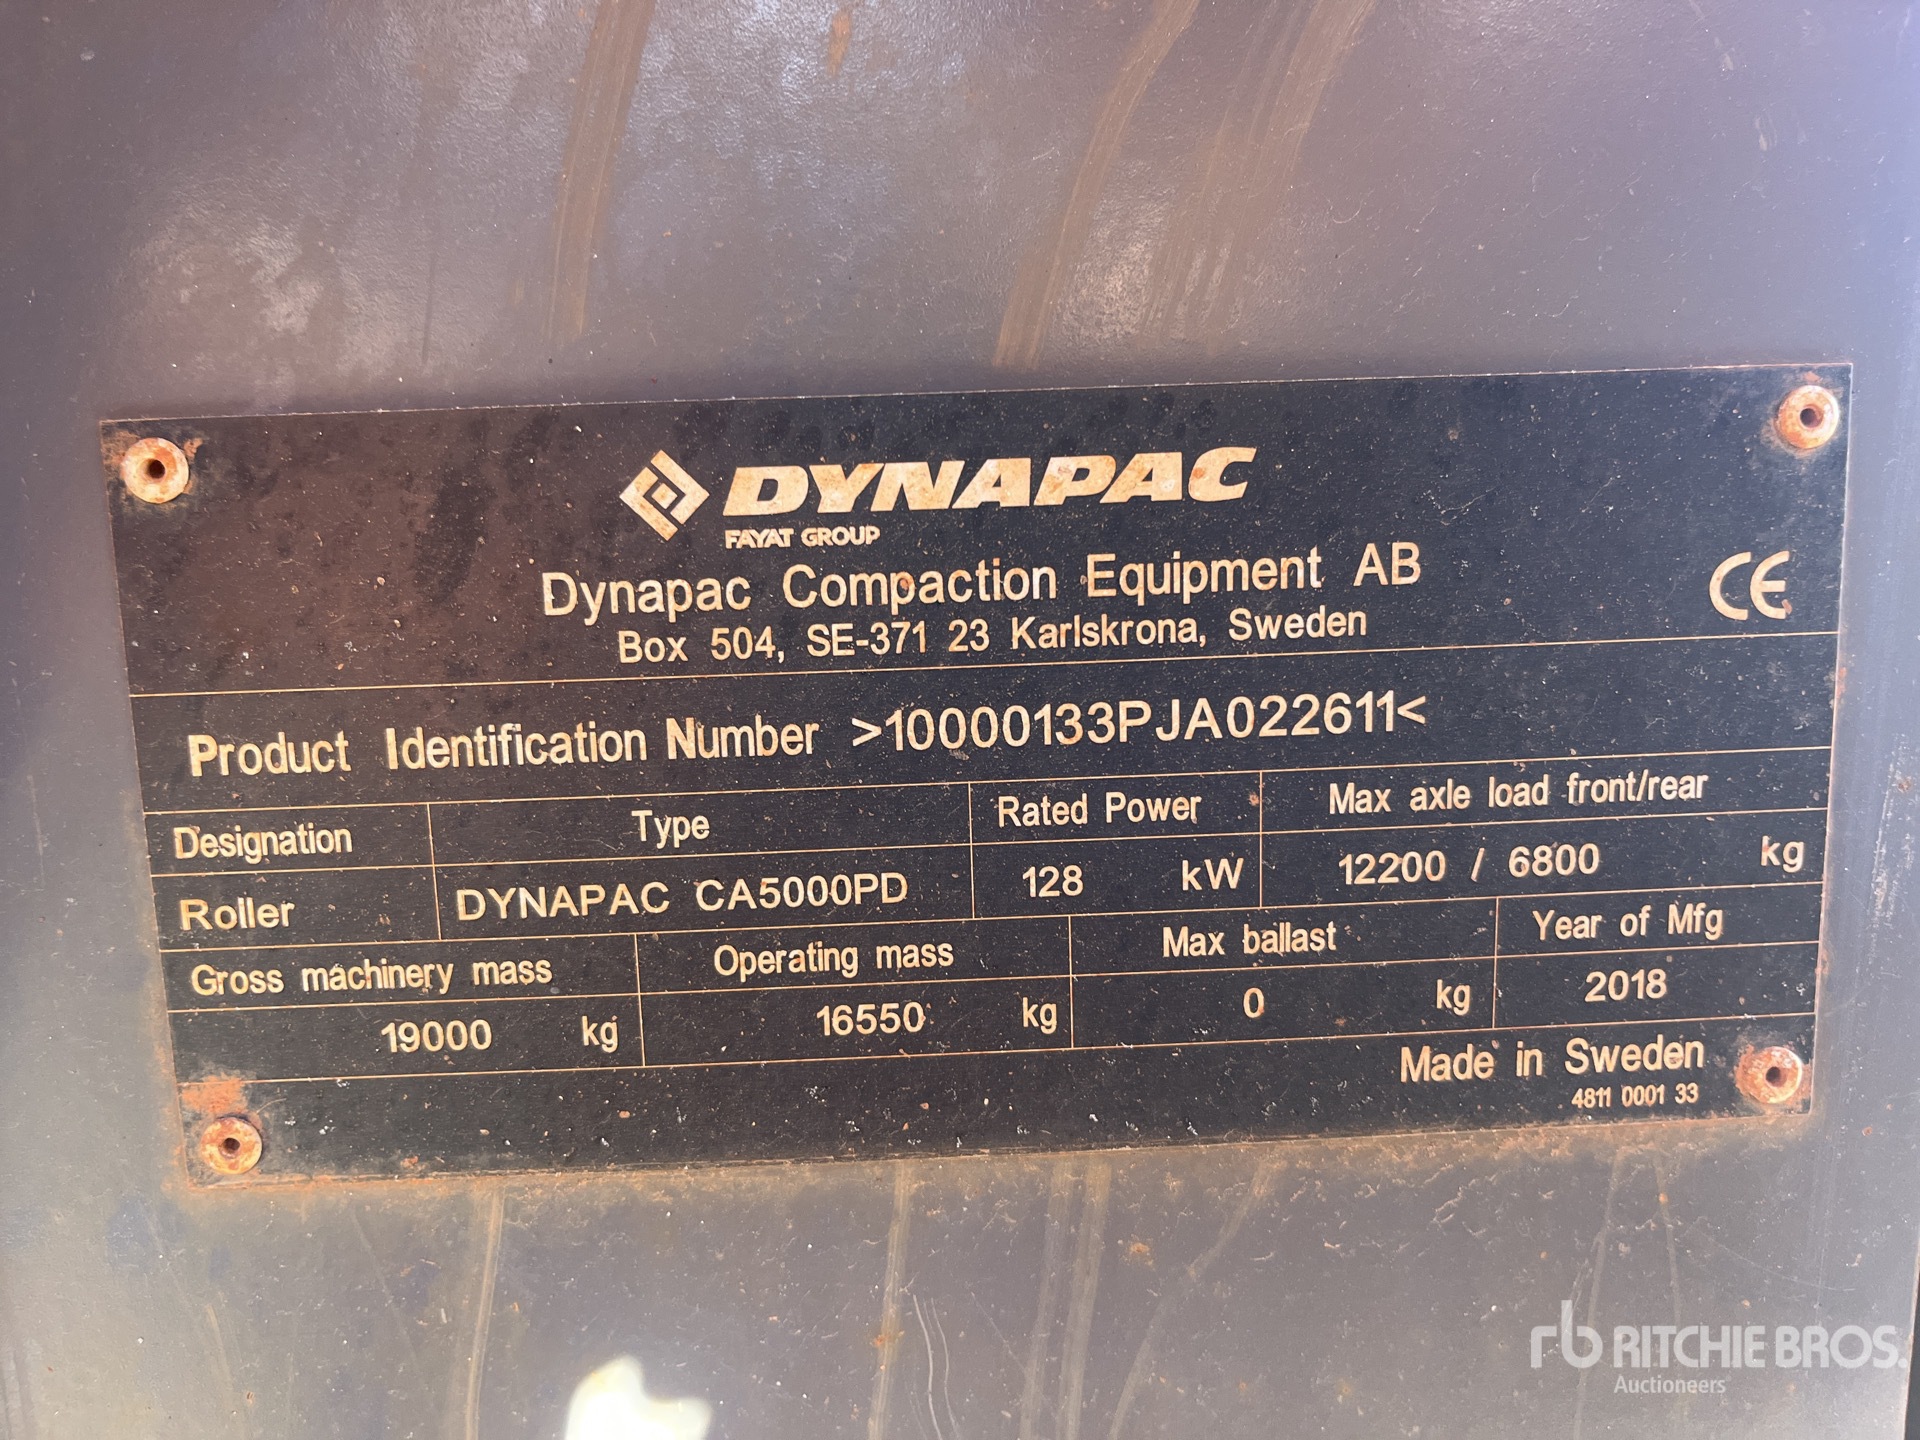 DYNAPAC
FAYAT GROUP
Dynapac Compaction Equipment AB
Box 504, SE-371 23 Karlskrona, Sweden
CE
Product Identification Number >10000133PJA022611<
Designation Type Rated Power Max axle load front/rear
Roller DYNAPAC CA5000PD 128 kW 12200 / 6800 kg
Gross machinery mass Operating mass Max ballast Year of Mfg
19000 kg 16550 kg 0 kg 2018
Made in Sweden
4811 0001 33
rb RITCHIE BROS.
Auctioneers